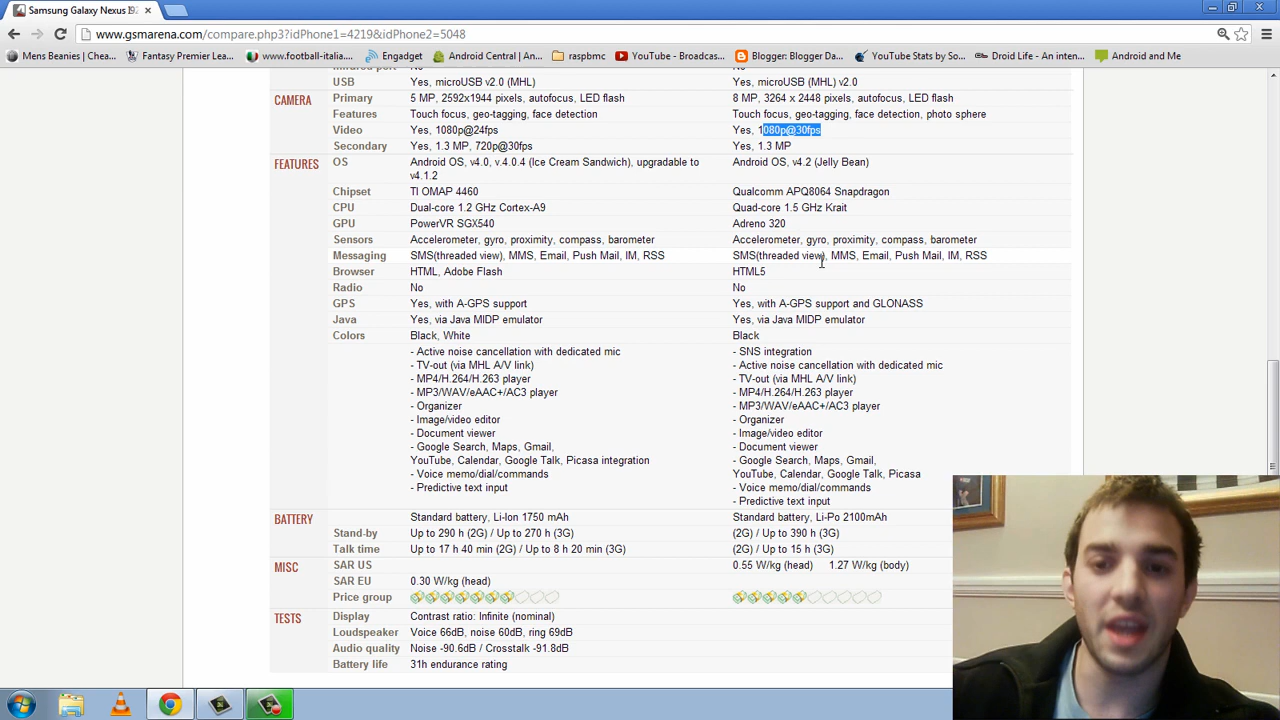 Samsung Galaxy Nexus I92
www.gsmarena.com/compare.php3?idPhone1=4219&idPhone2=5048
Mens Beanies | Chea... Fantasy Premier Lea... www.football-italia.... Engadget Android Central | An... raspbmc YouTube - Broadcas... Blogger: Blogger Da... YouTube Stats by So... Droid Life - An inten... Android and Me
USB Yes, microUSB v2.0 (MHL) Yes, microUSB (MHL) v2.0
CAMERA Primary 5 MP, 2592x1944 pixels, autofocus, LED flash 8 MP, 3264 x 2448 pixels, autofocus, LED flash
Features Touch focus, geo-tagging, face detection Touch focus, geo-tagging, face detection, photo sphere
Video Yes, 1080p@24fps Yes, 1080p@30fps
Secondary Yes, 1.3 MP, 720p@30fps Yes, 1.3 MP
FEATURES OS Android OS, v4.0, v.4.0.4 (Ice Cream Sandwich), upgradable to Android OS, v4.2 (Jelly Bean)
v4.1.2
Chipset TI OMAP 4460 Qualcomm APQ8064 Snapdragon
CPU Dual-core 1.2 GHz Cortex-A9 Quad-core 1.5 GHz Krait
GPU PowerVR SGX540 Adreno 320
Sensors Accelerometer, gyro, proximity, compass, barometer Accelerometer, gyro, proximity, compass, barometer
Messaging SMS(threaded view), MMS, Email, Push Mail, IM, RSS SMS(threaded view), MMS, Email, Push Mail, IM, RSS
Browser HTML, Adobe Flash HTML5
Radio No No
GPS Yes, with A-GPS support Yes, with A-GPS support and GLONASS
Java Yes, via Java MIDP emulator Yes, via Java MIDP emulator
Colors Black, White Black
- Active noise cancellation with dedicated mic - SNS integration
- TV-out (via MHL A/V link) - Active noise cancellation with dedicated mic
- MP4/H.264/H.263 player - TV-out (via MHL A/V link)
- MP3/WAV/eAAC+/AC3 player - MP4/H.264/H.263 player
- Organizer - MP3/WAV/eAAC+/AC3 player
- Image/video editor - Organizer
- Document viewer - Image/video editor
- Google Search, Maps, Gmail, - Document viewer
YouTube, Calendar, Google Talk, Picasa integration - Google Search, Maps, Gmail,
- Voice memo/dial/commands YouTube, Calendar, Google Talk, Picasa
- Predictive text input - Voice memo/dial/commands
- Predictive text input
BATTERY Standard battery, Li-Ion 1750 mAh Standard battery, Li-Po 2100mAh
Stand-by Up to 290 h (2G) / Up to 270 h (3G) (2G) / Up to 390 h (3G)
Talk time Up to 17 h 40 min (2G) / Up to 8 h 20 min (3G) (2G) / Up to 15 h (3G)
MISC SAR US 0.55 W/kg (head) 1.27 W/kg (body)
SAR EU 0.30 W/kg (head)
Price group
TESTS Display Contrast ratio: Infinite (nominal)
Loudspeaker Voice 66dB, noise 60dB, ring 69dB
Audio quality Noise -90.6dB / Crosstalk -91.8dB
Battery life 31h endurance rating